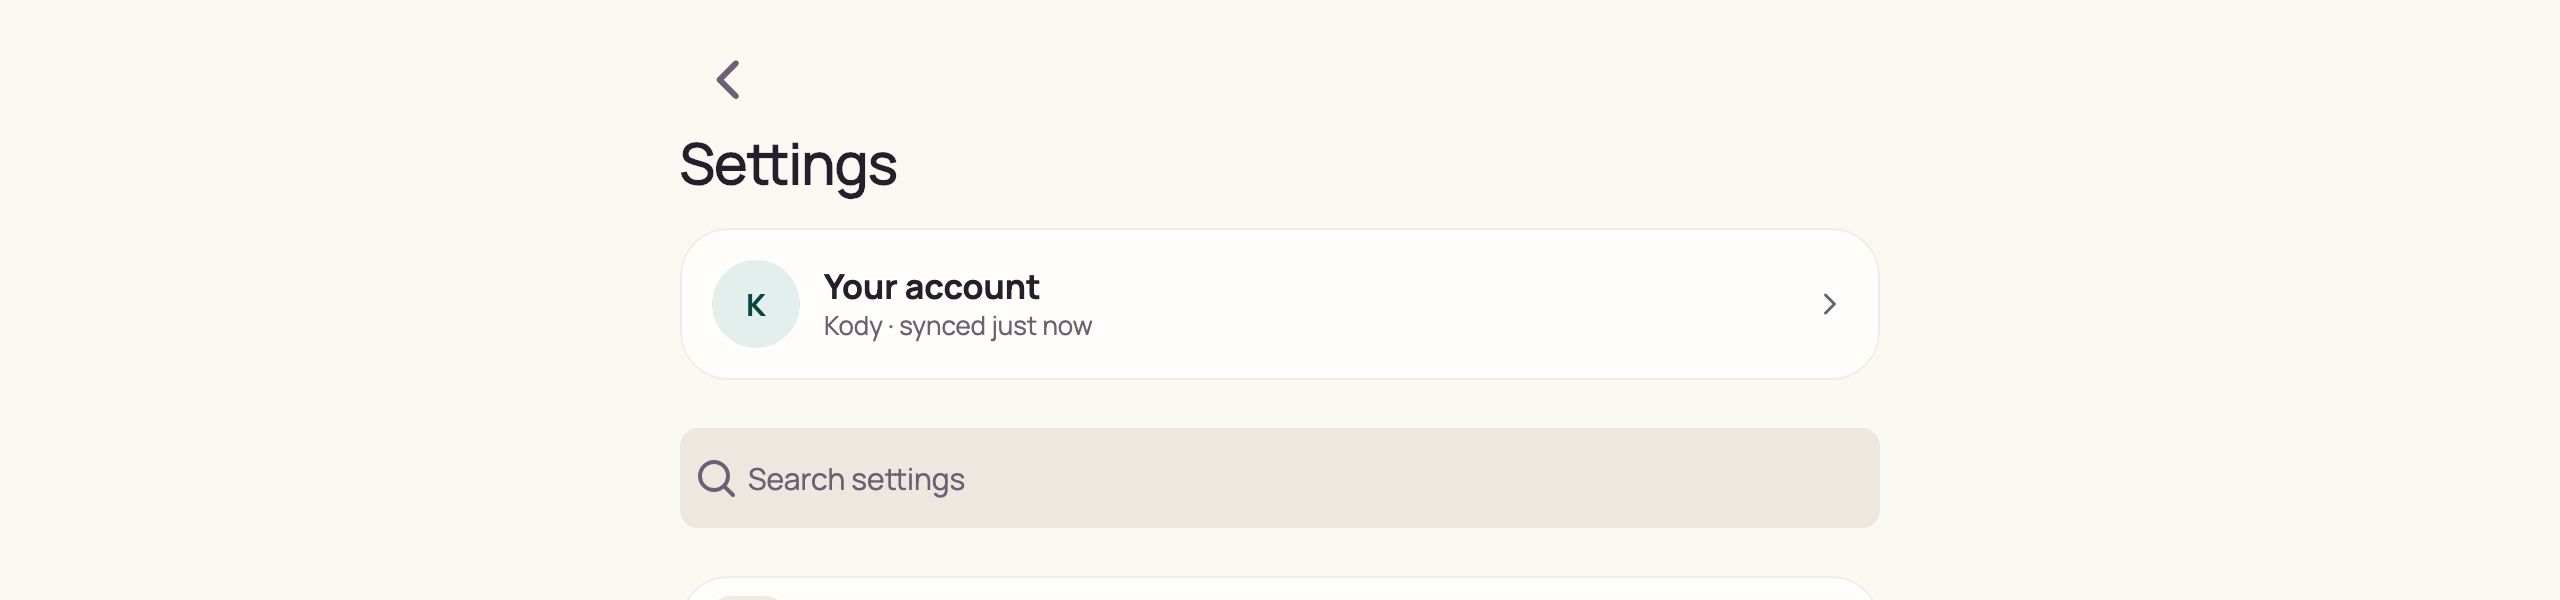 Settings
K
Your account
Kody · synced just now
Search settings